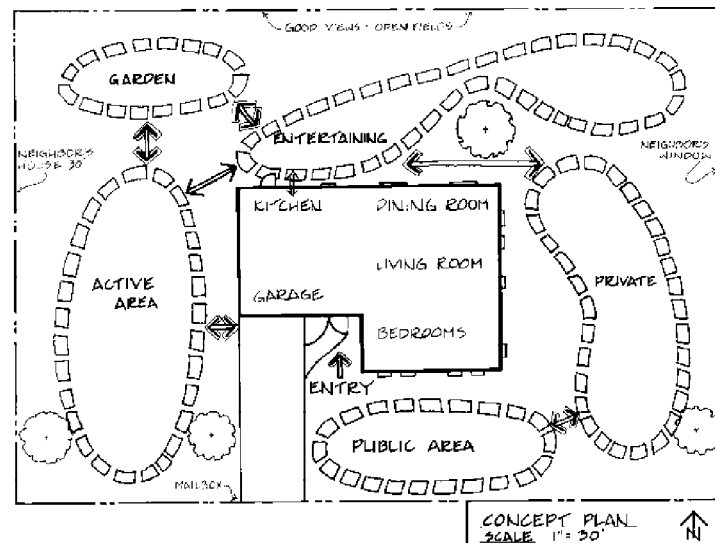 GOOD VIEWS - OPEN FIELDS
GARDEN
ENTERTAINING
NEIGHBOR'S
HOUSE 30'
NEIGHBORS
WINDOW
KITCHEN
DINING ROOM
LIVING ROOM
ACTIVE
AREA
PRIVATE
GARAGE
BEDROOMS
ENTRY
PUBLIC AREA
MAILBOX
CONCEPT PLAN
SCALE 1" = 30'
N